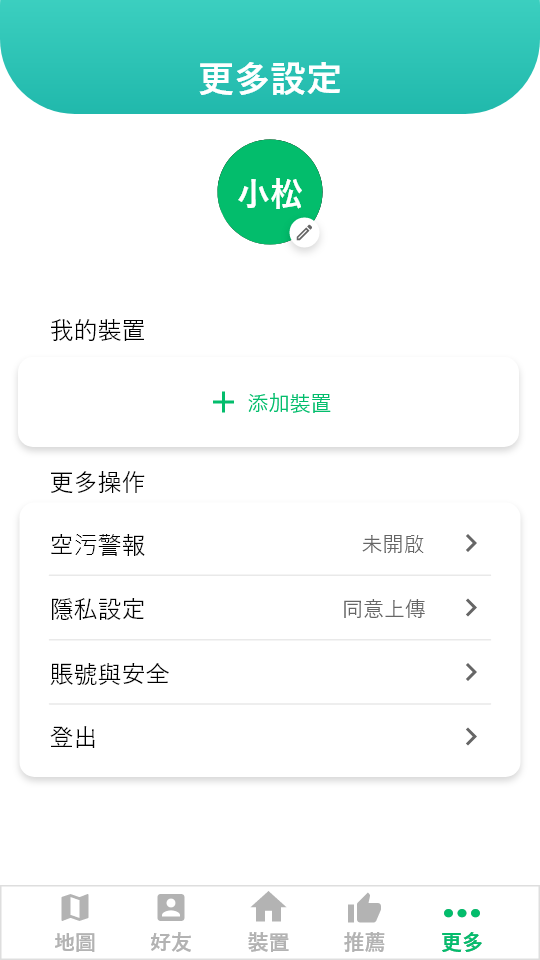 更多設定
小松
我的裝置
添加裝置
更多操作
空污警報 未開啟
隱私設定 同意上傳
賬號與安全
登出
地圖 好友 裝置 推薦 更多